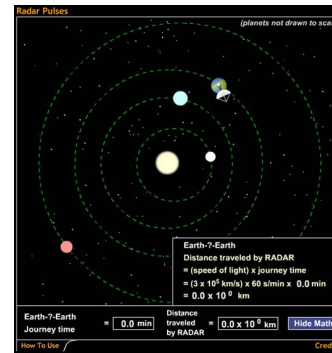 Radar Pulses
(planets not drawn to scal
Earth-?-Earth
Distance traveled by RADAR
= (speed of light) x journey time
= (3 x 10⁵ km/s) x 60 s/min x 0.0 min
= 0.0 x 10⁰ km
Earth-?-Earth
Journey time
= 0.0 min
Distance
traveled
by RADAR
= 0.0 x 10⁰ km
Hide Math
How To Use
Cred